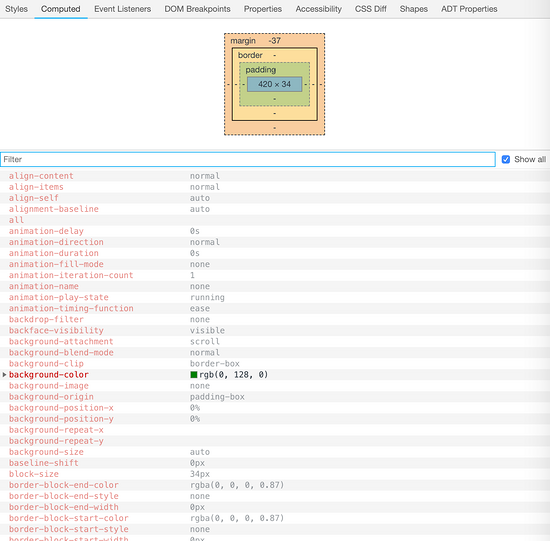 Styles Computed Event Listeners DOM Breakpoints Properties Accessibility CSS Diff Shapes ADT Properties
margin -37
border -
padding
- - - 420 × 34 - - -
-
-
-
Filter Show all
align-content normal
align-items normal
align-self auto
alignment-baseline auto
all
animation-delay 0s
animation-direction normal
animation-duration 0s
animation-fill-mode none
animation-iteration-count 1
animation-name none
animation-play-state running
animation-timing-function ease
backdrop-filter none
backface-visibility visible
background-attachment scroll
background-blend-mode normal
background-clip border-box
background-color rgb(0, 128, 0)
background-image none
background-origin padding-box
background-position-x 0%
background-position-y 0%
background-repeat-x
background-repeat-y
background-size auto
baseline-shift 0px
block-size 34px
border-block-end-color rgba(0, 0, 0, 0.87)
border-block-end-style none
border-block-end-width 0px
border-block-start-color rgba(0, 0, 0, 0.87)
border-block-start-style none
border-block-start-width 0px